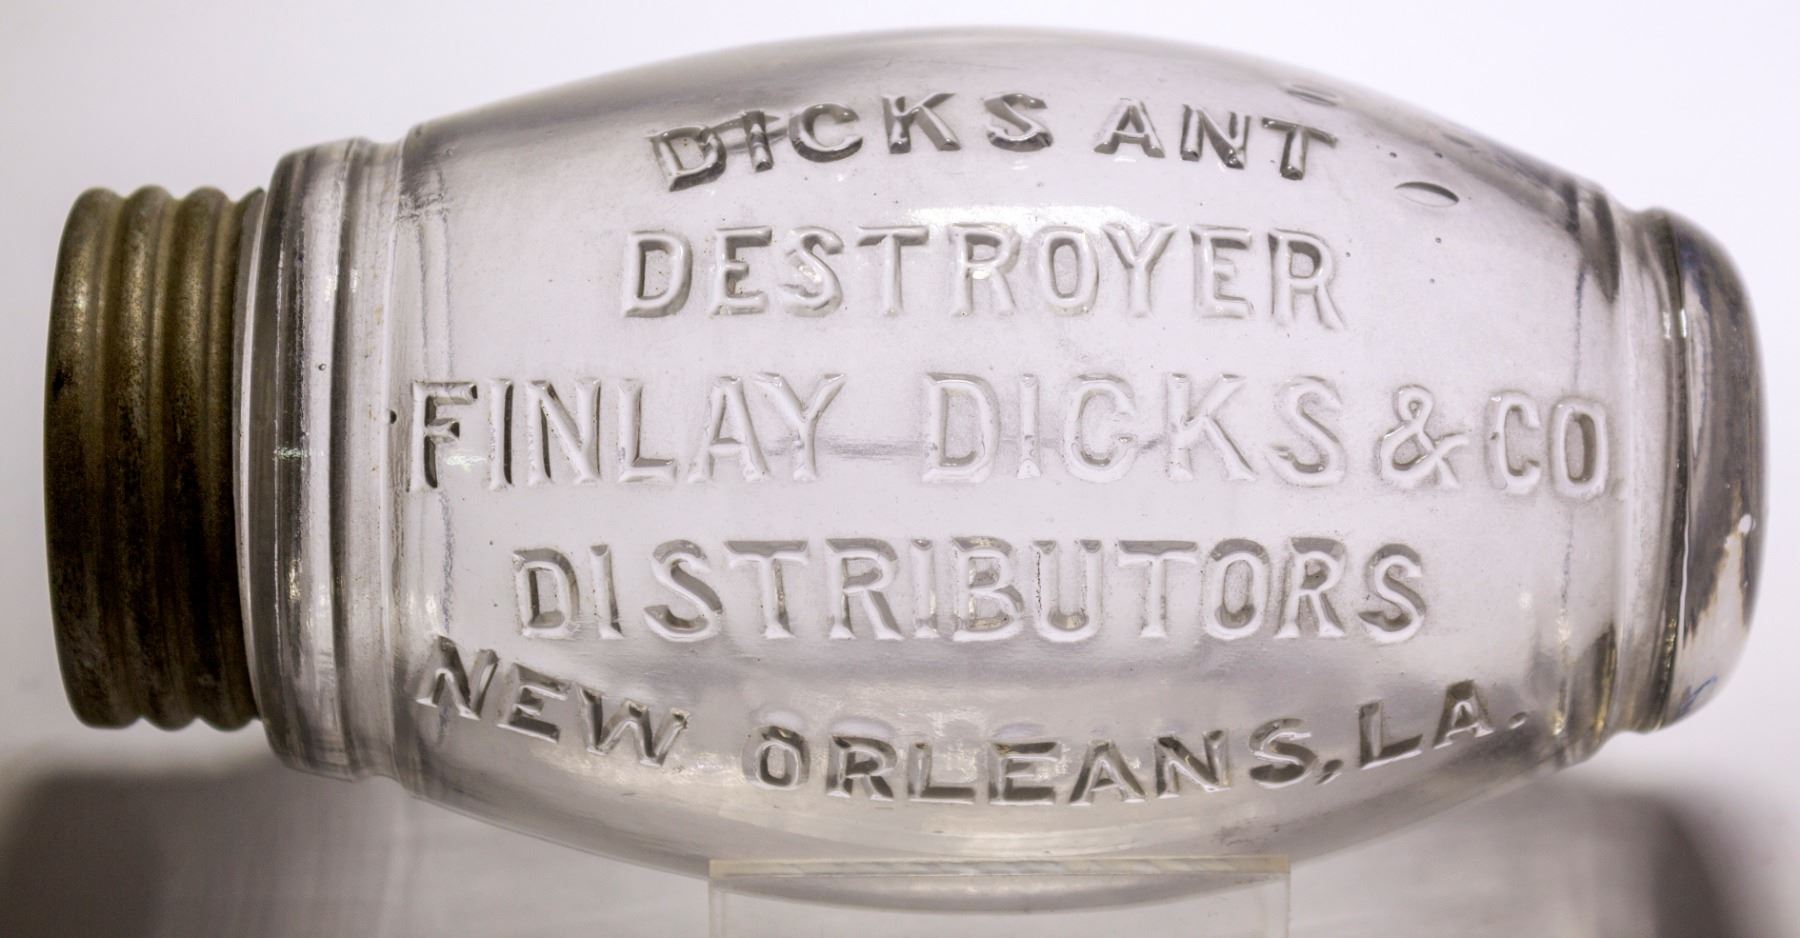 DICKS ANT
DESTROYER
FINLAY DICKS & CO
DISTRIBUTORS
NEW ORLEANS, LA.